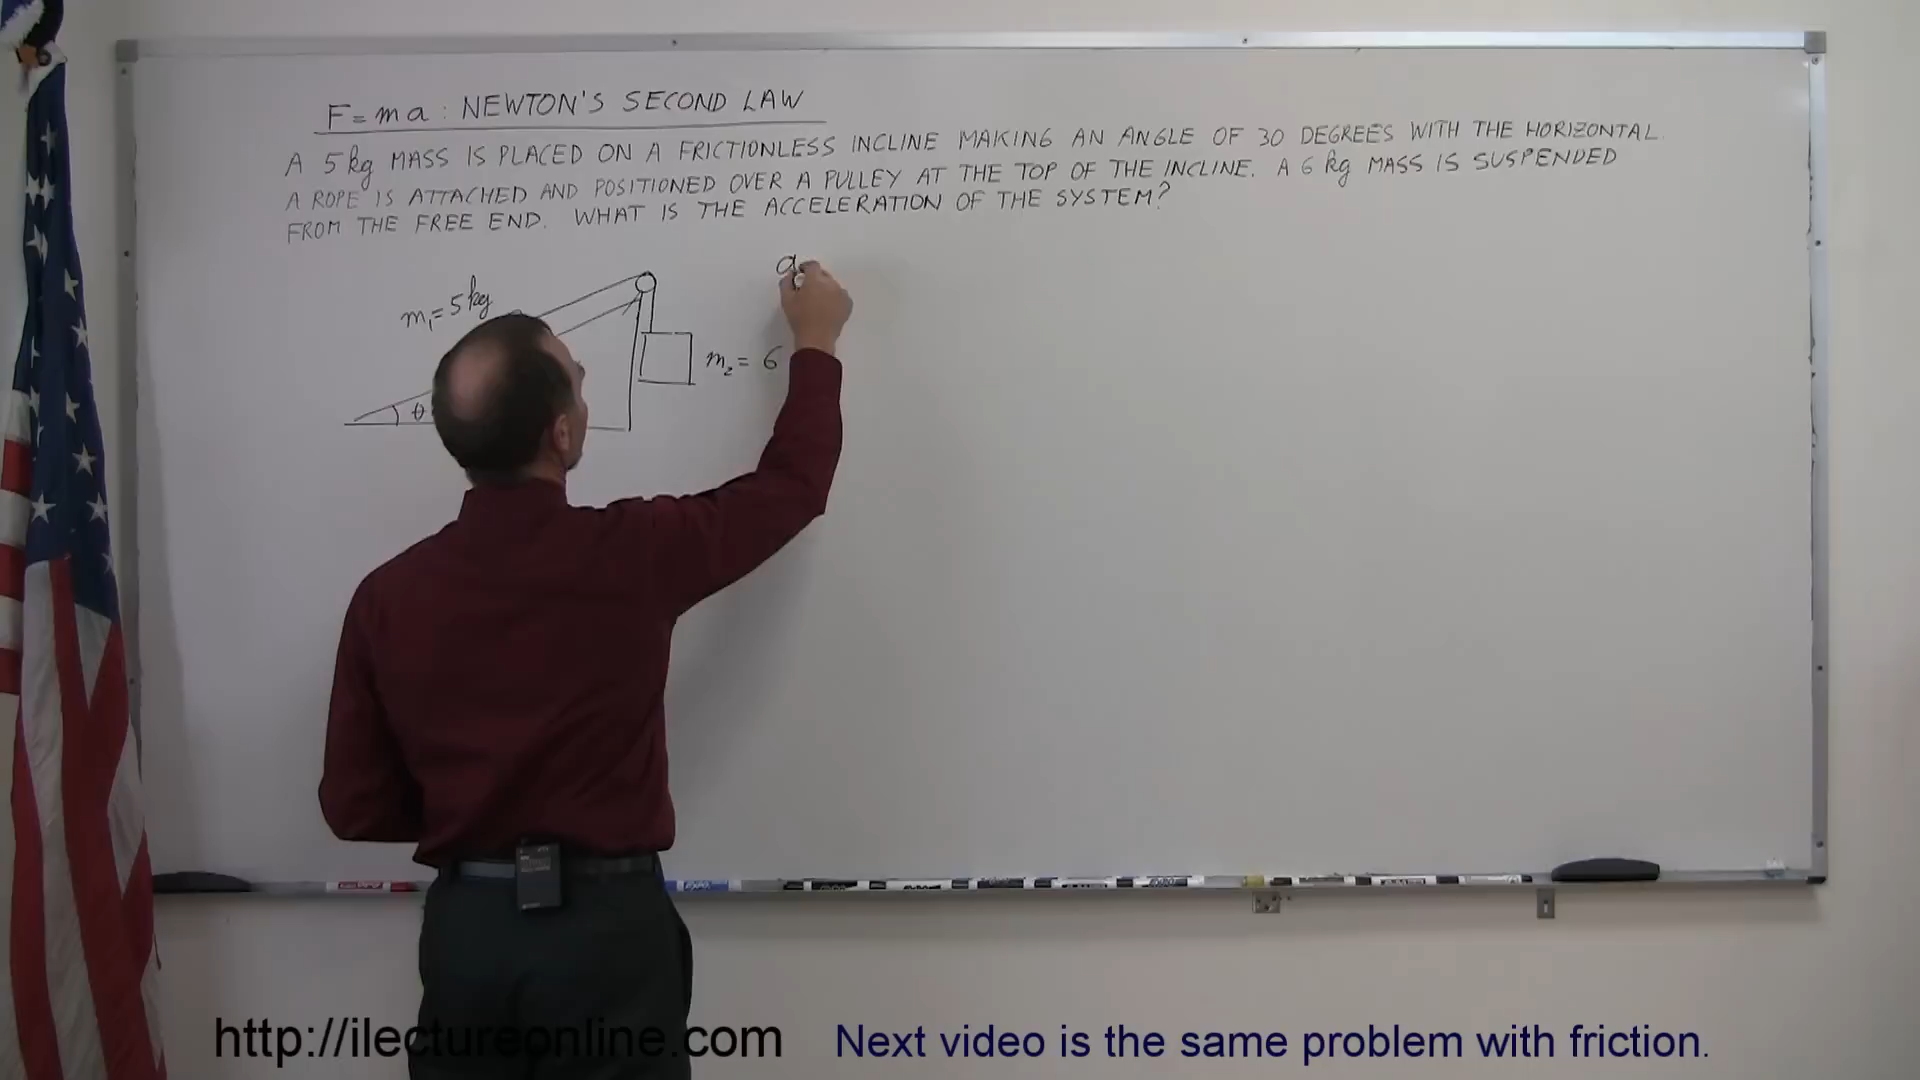 F = ma : NEWTON'S SECOND LAW
A 5 kg MASS IS PLACED ON A FRICTIONLESS INCLINE MAKING AN ANGLE OF 30 DEGREES WITH THE HORIZONTAL.
A ROPE IS ATTACHED AND POSITIONED OVER A PULLEY AT THE TOP OF THE INCLINE. A 6 kg MASS IS SUSPENDED
FROM THE FREE END. WHAT IS THE ACCELERATION OF THE SYSTEM?
a
m₁ = 5 kg
m₂ = 6
θ
http://ilectureonline.com
Next video is the same problem with friction.